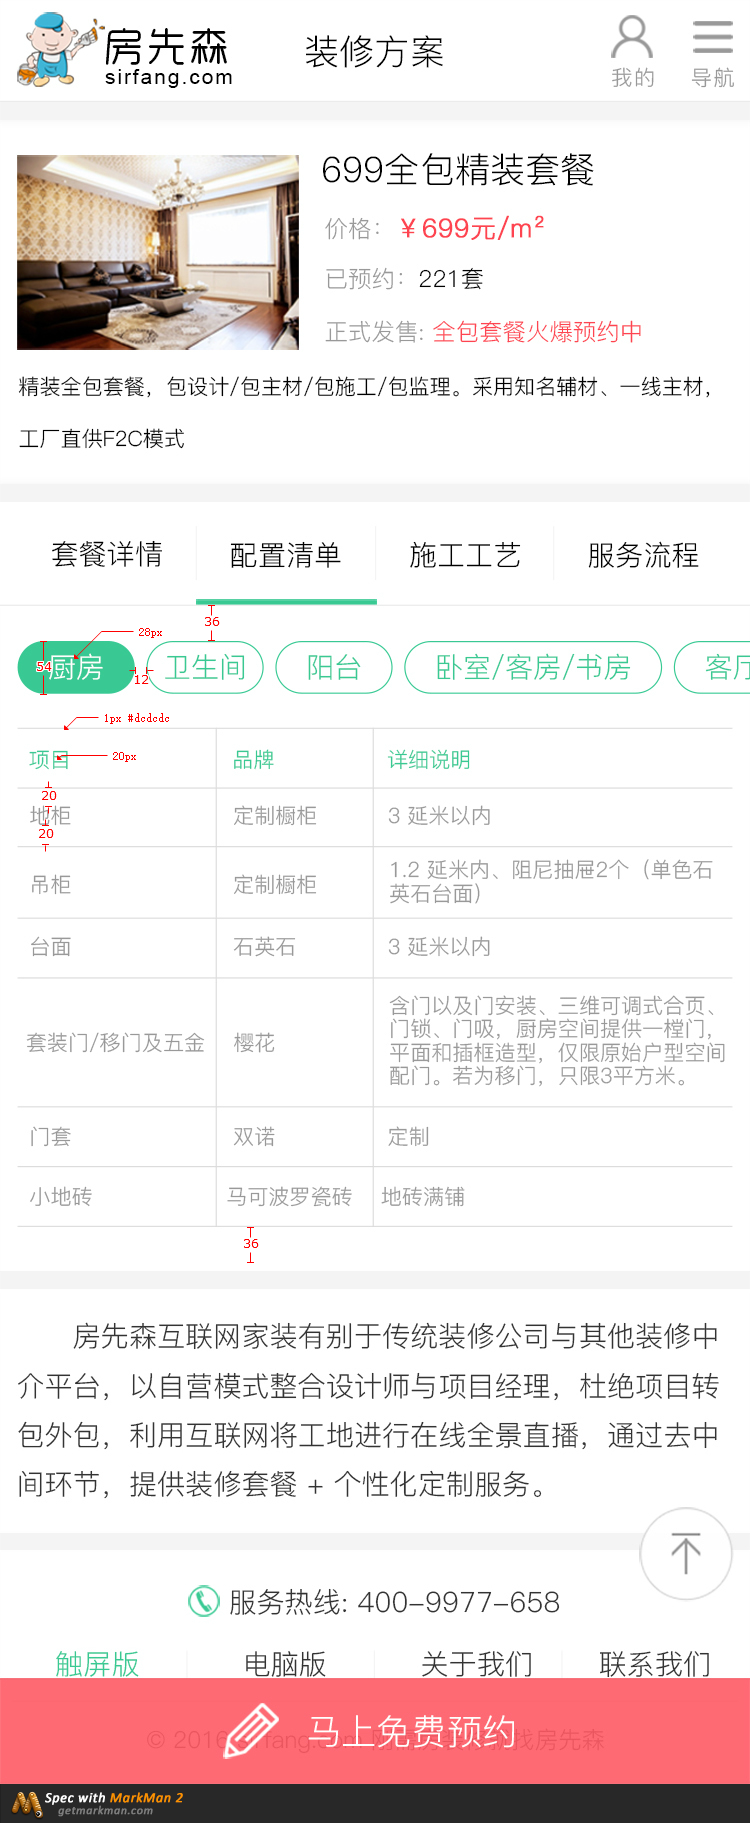 房先森
sirfang.com
装修方案
我的
导航
699全包精装套餐
价格：￥699元/m²
已预约：221套
正式发售: 全包套餐火爆预约中
精装全包套餐，包设计/包主材/包施工/包监理。采用知名辅材、一线主材，
工厂直供F2C模式
套餐详情 配置清单 施工工艺 服务流程
36
28px
54
厨房 卫生间 阳台 卧室/客房/书房 客厅
12
1px #dcdcdc
项目 品牌 详细说明
20px
20
地柜 定制橱柜 3 延米以内
20
吊柜 定制橱柜 1.2 延米内、阻尼抽屉2个（单色石
英石台面）
台面 石英石 3 延米以内
套装门/移门及五金 樱花 含门以及门安装、三维可调式合页、
门锁、门吸，厨房空间提供一樘门，
平面和插框造型，仅限原始户型空间
配门。若为移门，只限3平方米。
门套 双诺 定制
小地砖 马可波罗瓷砖 地砖满铺
36
房先森互联网家装有别于传统装修公司与其他装修中
介平台，以自营模式整合设计师与项目经理，杜绝项目转
包外包，利用互联网将工地进行在线全景直播，通过去中
间环节，提供装修套餐 + 个性化定制服务。
服务热线: 400-9977-658
触屏版 电脑版 关于我们 联系我们
马上免费预约
© 2016 sirfang.com
找房先森
Spec with MarkMan 2
getmarkman.com